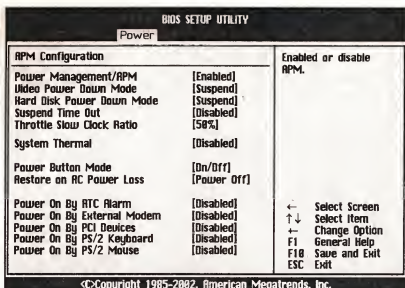 BIOS SETUP UTILITY
Power
APM Configuration
Power Management/APM [Enabled]
Video Power Down Mode [Suspend]
Hard Disk Power Down Mode [Suspend]
Suspend Time Out [Disabled]
Throttle Slow Clock Ratio [50%]
System Thermal [Disabled]
Power Button Mode [On/Off]
Restore on AC Power Loss [Power Off]
Power On By RTC Alarm [Disabled]
Power On By External Modem [Disabled]
Power On By PCI Devices [Disabled]
Power On By PS/2 Keyboard [Disabled]
Power On By PS/2 Mouse [Disabled]
Enabled or disable
APM.
← Select Screen
↑↓ Select Item
← Change Option
F1 General Help
F10 Save and Exit
ESC Exit
<C>Copyright 1985-2002, American Megatrends, Inc.